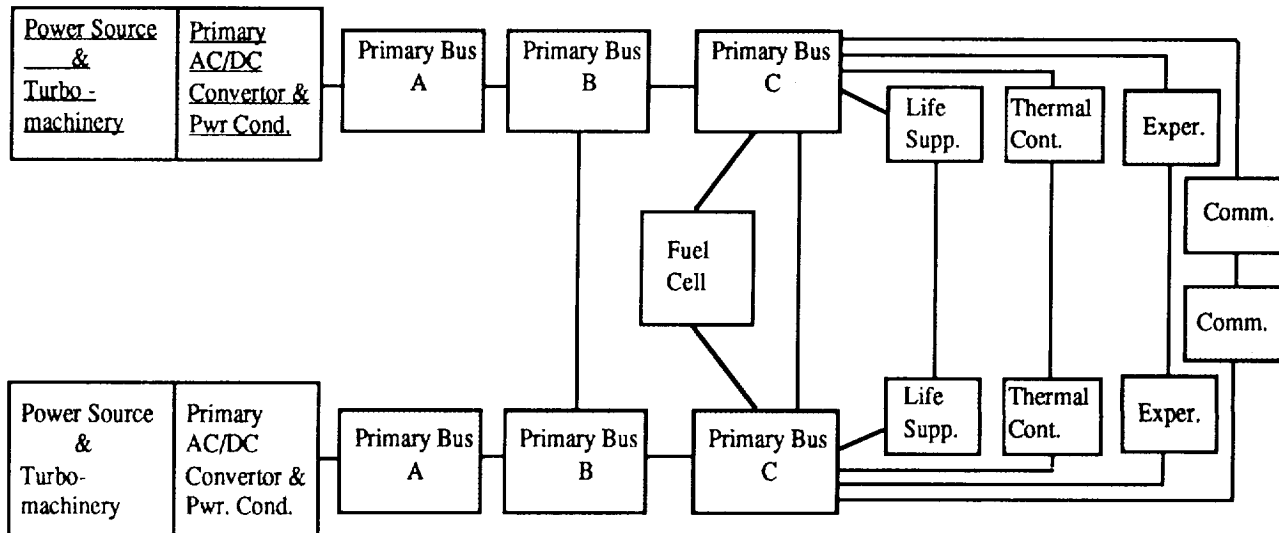 Power Source
&
Turbo -
machinery
Primary
AC/DC
Convertor &
Pwr Cond.
Primary Bus
A
Primary Bus
B
Primary Bus
C
Life
Supp.
Thermal
Cont.
Exper.
Comm.
Fuel
Cell
Comm.
Power Source
&
Turbo-
machinery
Primary
AC/DC
Convertor &
Pwr. Cond.
Primary Bus
A
Primary Bus
B
Primary Bus
C
Life
Supp.
Thermal
Cont.
Exper.